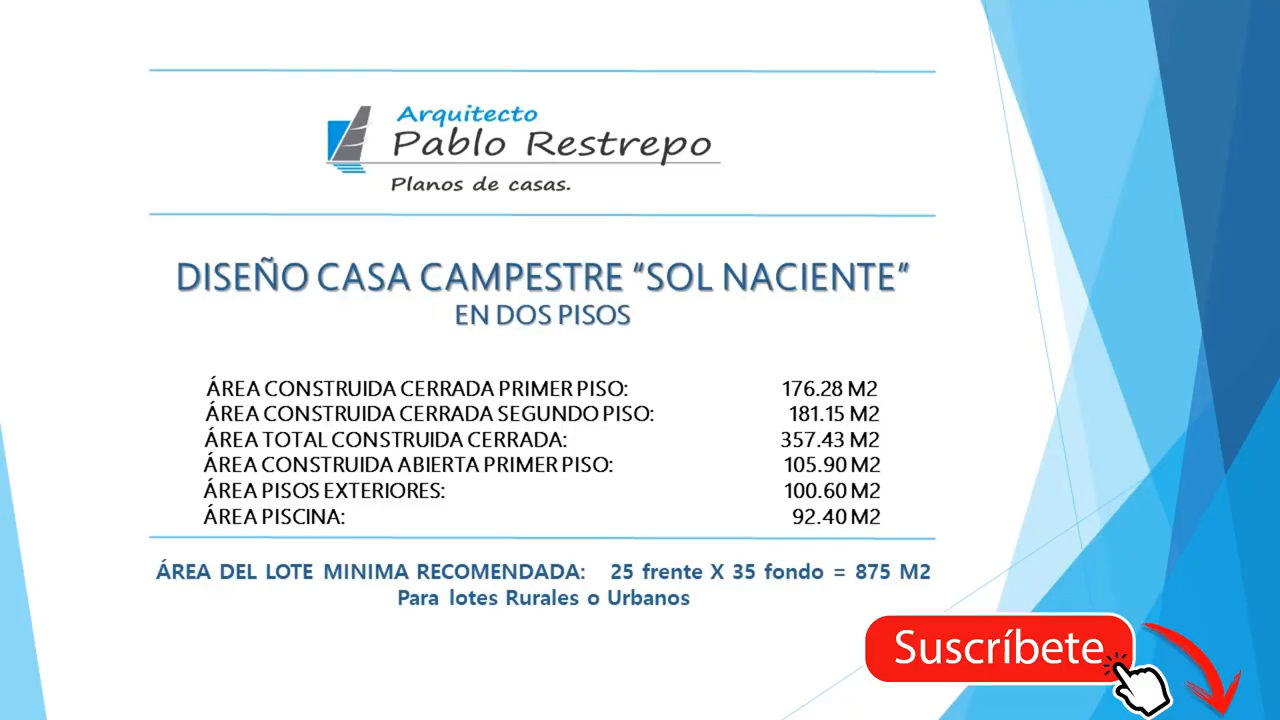 Arquitecto
Pablo Restrepo
Planos de casas.
DISEÑO CASA CAMPESTRE “SOL NACIENTE“
EN DOS PISOS
ÁREA CONSTRUIDA CERRADA PRIMER PISO: 176.28 M2
ÁREA CONSTRUIDA CERRADA SEGUNDO PISO: 181.15 M2
ÁREA TOTAL CONSTRUIDA CERRADA: 357.43 M2
ÁREA CONSTRUIDA ABIERTA PRIMER PISO: 105.90 M2
ÁREA PISOS EXTERIORES: 100.60 M2
ÁREA PISCINA: 92.40 M2
ÁREA DEL LOTE MINIMA RECOMENDADA: 25 frente X 35 fondo = 875 M2
Para lotes Rurales o Urbanos
Suscríbete